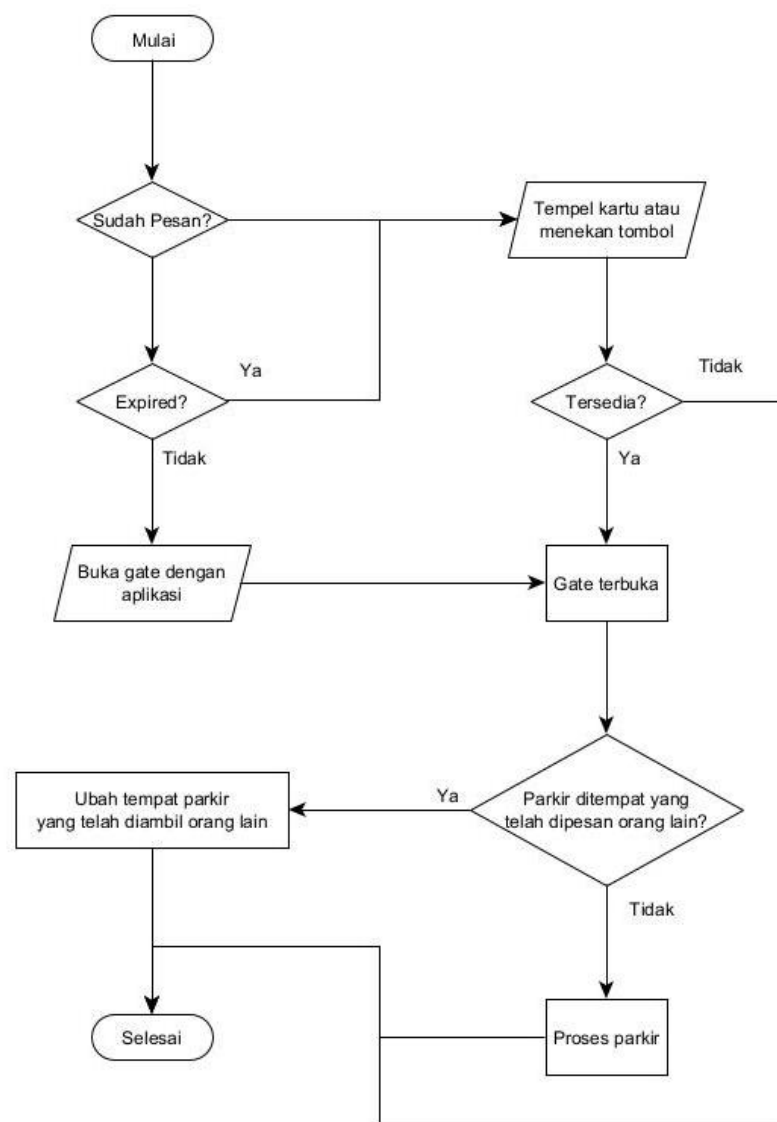 Mulai
Sudah Pesan?
Tempel kartu atau
menekan tombol
Ya
Tidak
Expired?
Tersedia?
Tidak
Ya
Buka gate dengan
aplikasi
Gate terbuka
Ubah tempat parkir
yang telah diambil orang lain
Ya
Parkir ditempat yang
telah dipesan orang lain?
Tidak
Selesai
Proses parkir